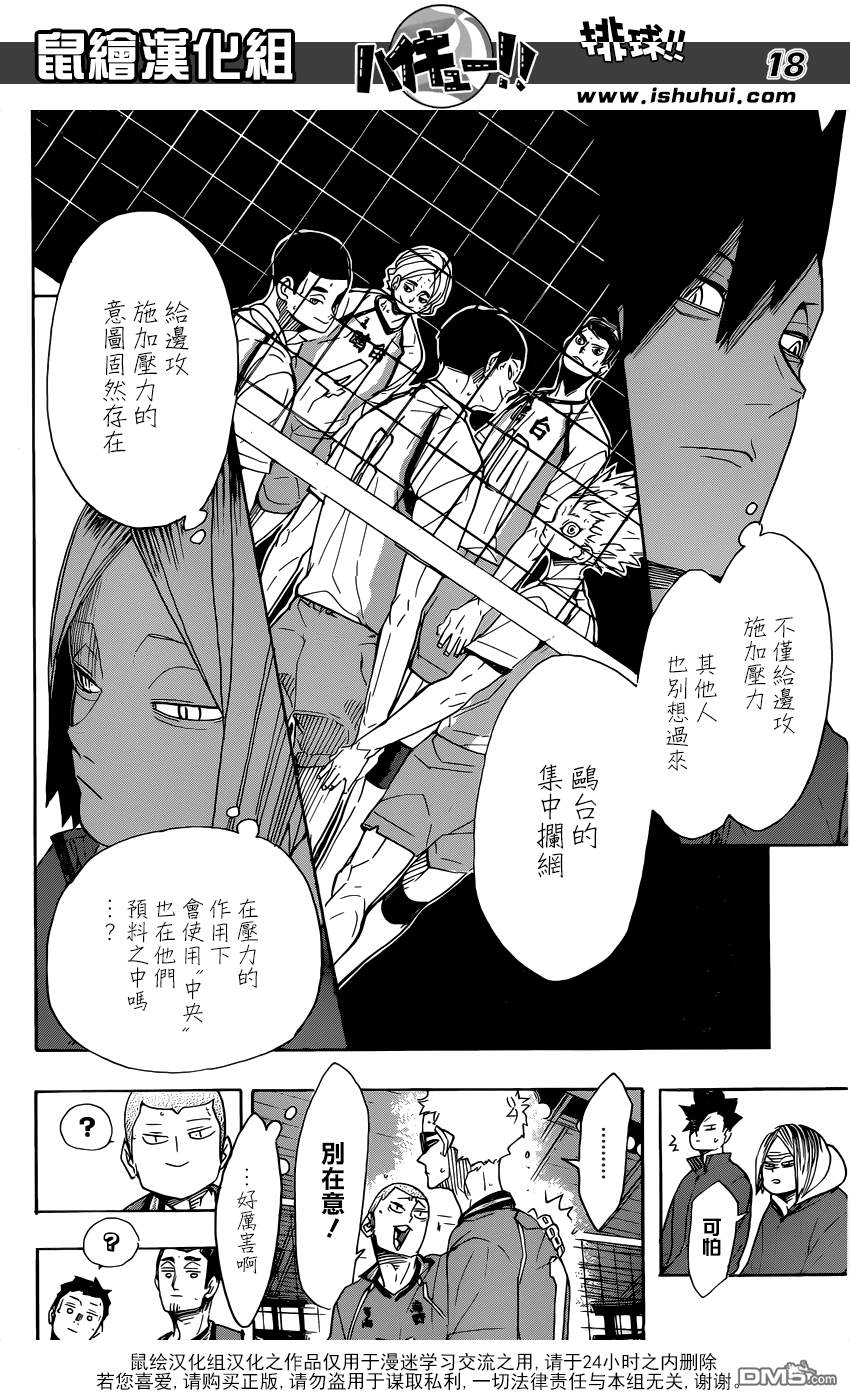 鼠繪漢化組
ハイキュー!!
排球!!
18
www.ishuhui.com
不僅給邊攻
施加壓力
其他人
也別想過來
鷗台的
集中攔網
給邊攻
施加壓力的
意圖固然存在
在壓力的
作用下
會使用"中央"
也在他們
預料之中嗎
…?
台
鷗台
可怕
………
別在意!
…好厲害啊
?
?
鼠绘汉化组汉化之作品仅用于漫迷学习交流之用, 请于24小时之内删除
若您喜爱, 请购买正版, 请勿盗用于谋取私利, 一切法律责任与本组无关, 谢谢.
DM5.com